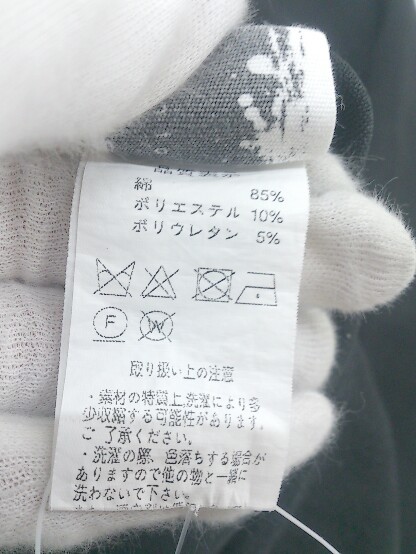 品質表示
綿 85%
ポリエステル 10%
ポリウレタン 5%
F W
取り扱い上の注意
・素材の特質上洗濯により多
少収縮する可能性があります。
ご了承ください。
・洗濯の際、色落ちする場合が
ありますので他の物と一緒に
洗わないで下さい。